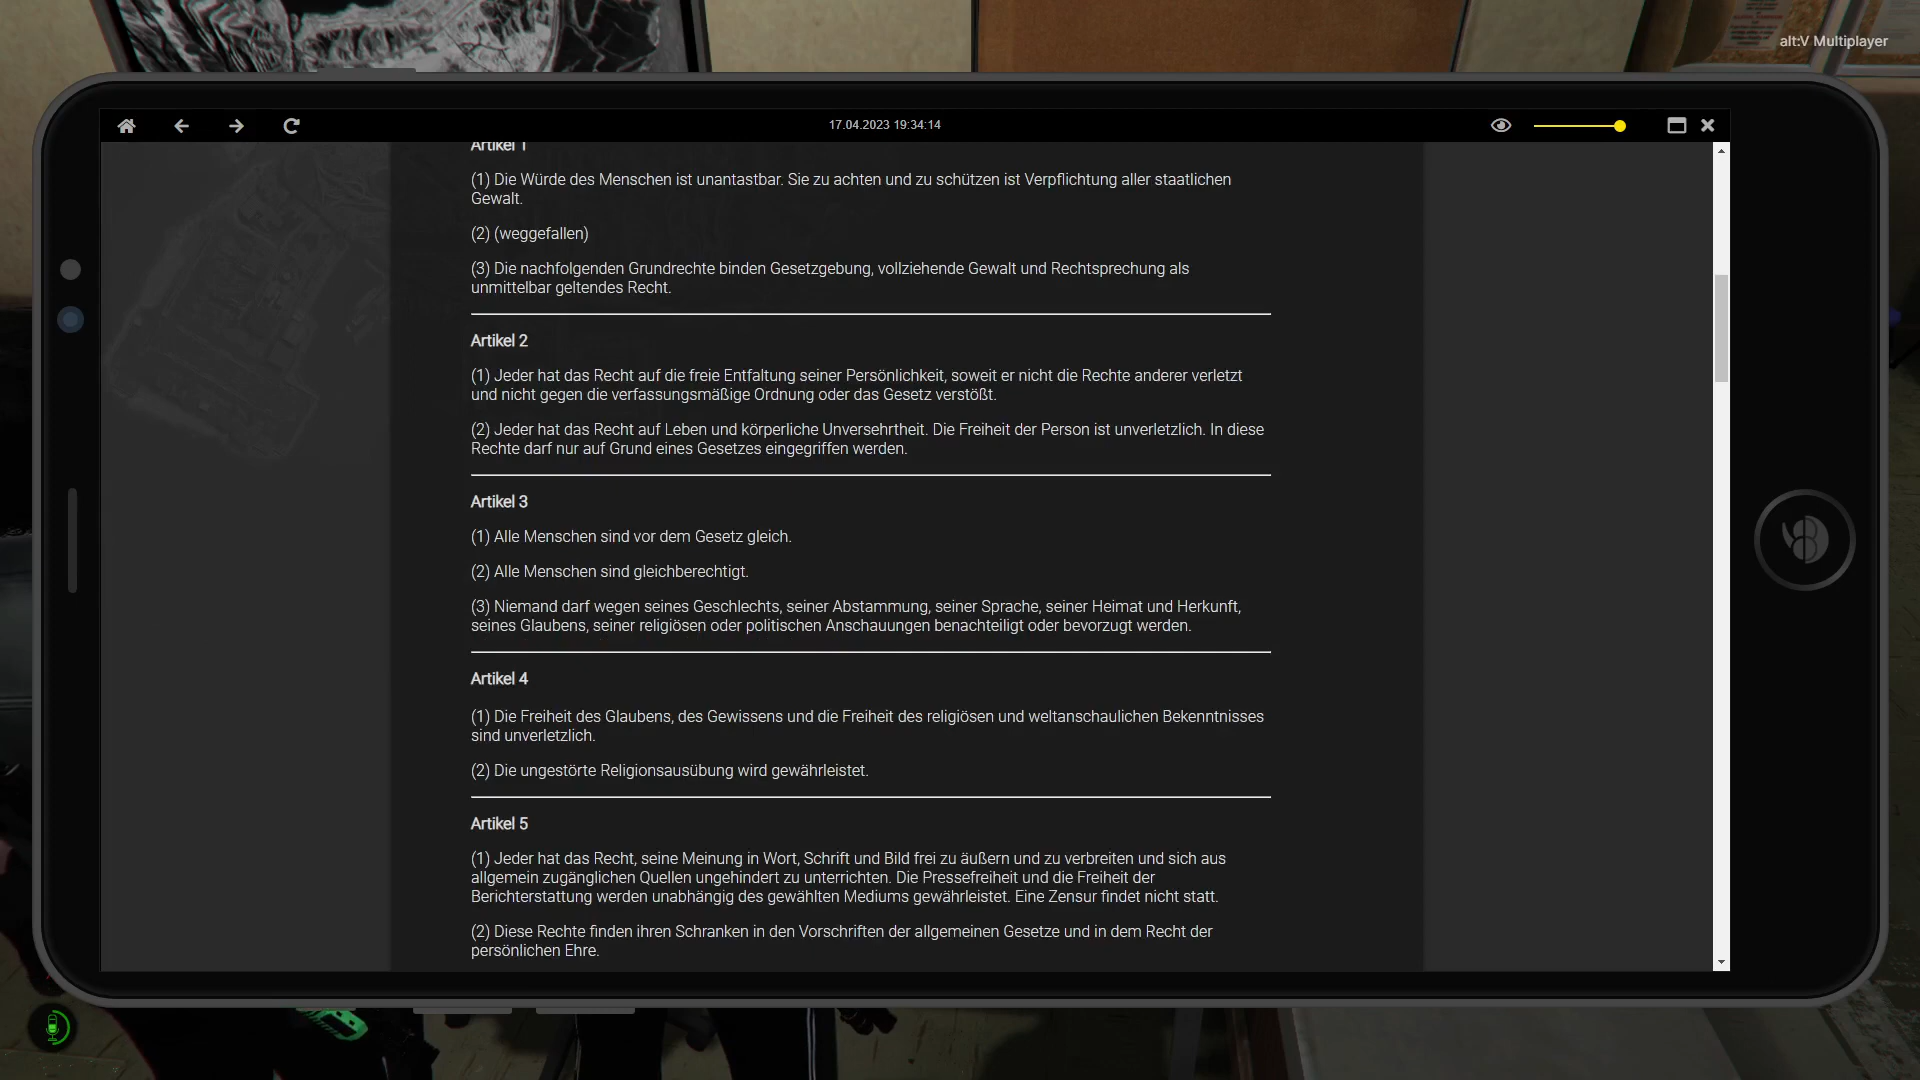 alt:V Multiplayer
17.04.2023 19:34:14
Artikel 1
(1) Die Würde des Menschen ist unantastbar. Sie zu achten und zu schützen ist Verpflichtung aller staatlichen
Gewalt.
(2) (weggefallen)
(3) Die nachfolgenden Grundrechte binden Gesetzgebung, vollziehende Gewalt und Rechtsprechung als
unmittelbar geltendes Recht.
Artikel 2
(1) Jeder hat das Recht auf die freie Entfaltung seiner Persönlichkeit, soweit er nicht die Rechte anderer verletzt
und nicht gegen die verfassungsmäßige Ordnung oder das Gesetz verstößt.
(2) Jeder hat das Recht auf Leben und körperliche Unversehrtheit. Die Freiheit der Person ist unverletzlich. In diese
Rechte darf nur auf Grund eines Gesetzes eingegriffen werden.
Artikel 3
(1) Alle Menschen sind vor dem Gesetz gleich.
(2) Alle Menschen sind gleichberechtigt.
(3) Niemand darf wegen seines Geschlechts, seiner Abstammung, seiner Sprache, seiner Heimat und Herkunft,
seines Glaubens, seiner religiösen oder politischen Anschauungen benachteiligt oder bevorzugt werden.
Artikel 4
(1) Die Freiheit des Glaubens, des Gewissens und die Freiheit des religiösen und weltanschaulichen Bekenntnisses
sind unverletzlich.
(2) Die ungestörte Religionsausübung wird gewährleistet.
Artikel 5
(1) Jeder hat das Recht, seine Meinung in Wort, Schrift und Bild frei zu äußern und zu verbreiten und sich aus
allgemein zugänglichen Quellen ungehindert zu unterrichten. Die Pressefreiheit und die Freiheit der
Berichterstattung werden unabhängig des gewählten Mediums gewährleistet. Eine Zensur findet nicht statt.
(2) Diese Rechte finden ihren Schranken in den Vorschriften der allgemeinen Gesetze und in dem Recht der
persönlichen Ehre.